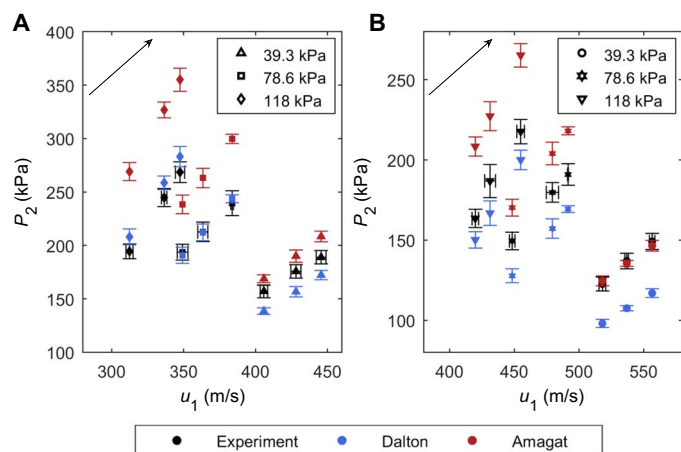 A
B
400
350
300
250
200
150
100
P2 (kPa)
39.3 kPa
78.6 kPa
118 kPa
300
350
400
450
u1 (m/s)
250
200
150
100
P2 (kPa)
39.3 kPa
78.6 kPa
118 kPa
400
450
500
550
u1 (m/s)
Experiment Dalton Amagat